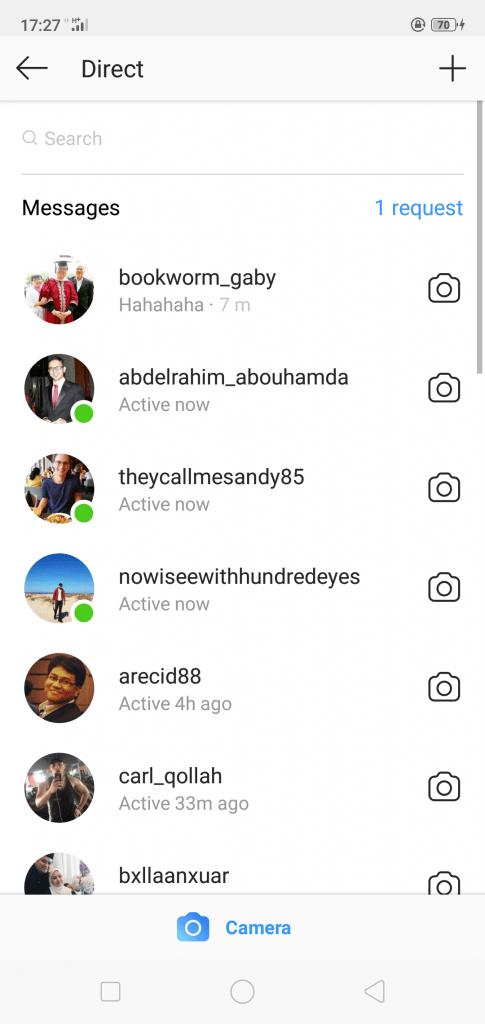 17:27 H+ 70
Direct
Search
Messages 1 request
bookworm_gaby
Hahahaha · 7 m
abdelrahim_abouhamda
Active now
theycallmesandy85
Active now
nowiseewithhundredeyes
Active now
arecid88
Active 4h ago
carl_qollah
Active 33m ago
bxllaanxuar
Camera